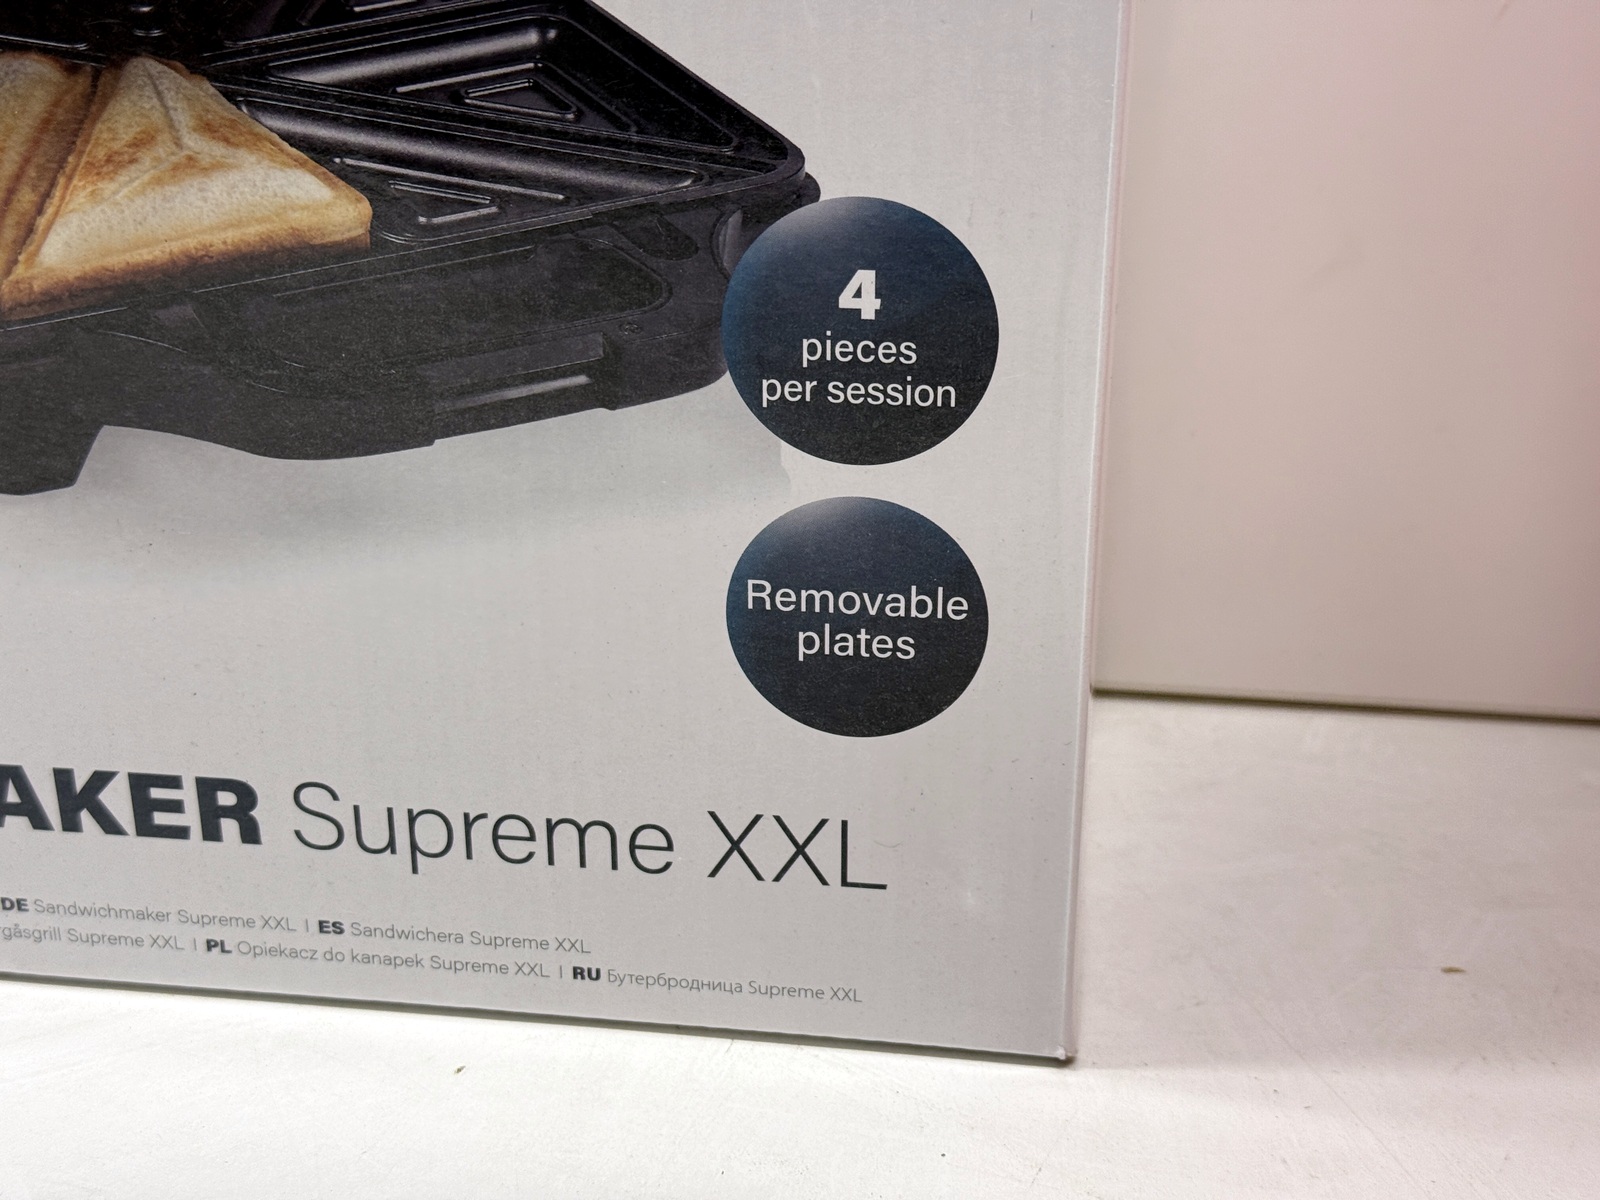 4
pieces
per session
Removable
plates
AKER Supreme XXL
DE Sandwichmaker Supreme XXL | ES Sandwichera Supreme XXL
gåsgrill Supreme XXL | PL Opiekacz do kanapek Supreme XXL | RU Бутербродница Supreme XXL